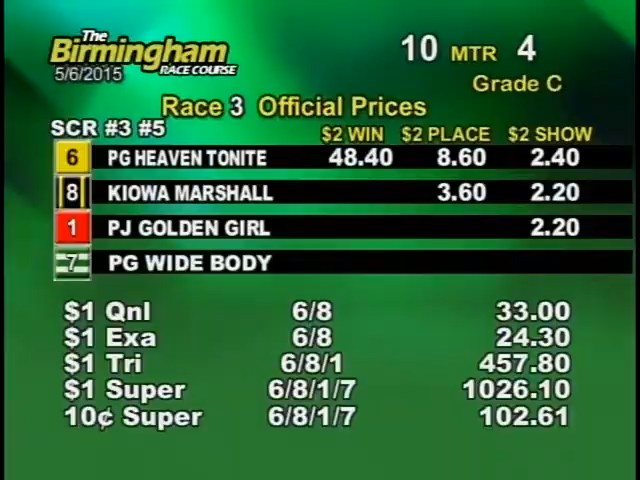 The
Birmingham
RACE COURSE
5/6/2015
10 MTR 4
Grade C
Race 3 Official Prices
SCR #3 #5
$2 WIN $2 PLACE $2 SHOW
6 PG HEAVEN TONITE 48.40 8.60 2.40
8 KIOWA MARSHALL 3.60 2.20
1 PJ GOLDEN GIRL 2.20
7 PG WIDE BODY
$1 Qnl 6/8 33.00
$1 Exa 6/8 24.30
$1 Tri 6/8/1 457.80
$1 Super 6/8/1/7 1026.10
10¢ Super 6/8/1/7 102.61